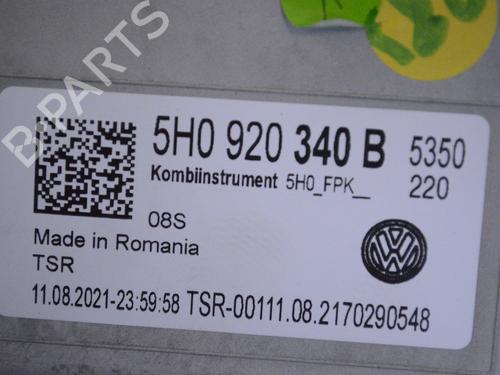 B-PARTS
5H0 920 340 B 5350
Kombiinstrument 5H0_FPK__ 220
08S
Made in Romania
TSR
11.08.2021-23:59:58 TSR-00111.08.2170290548